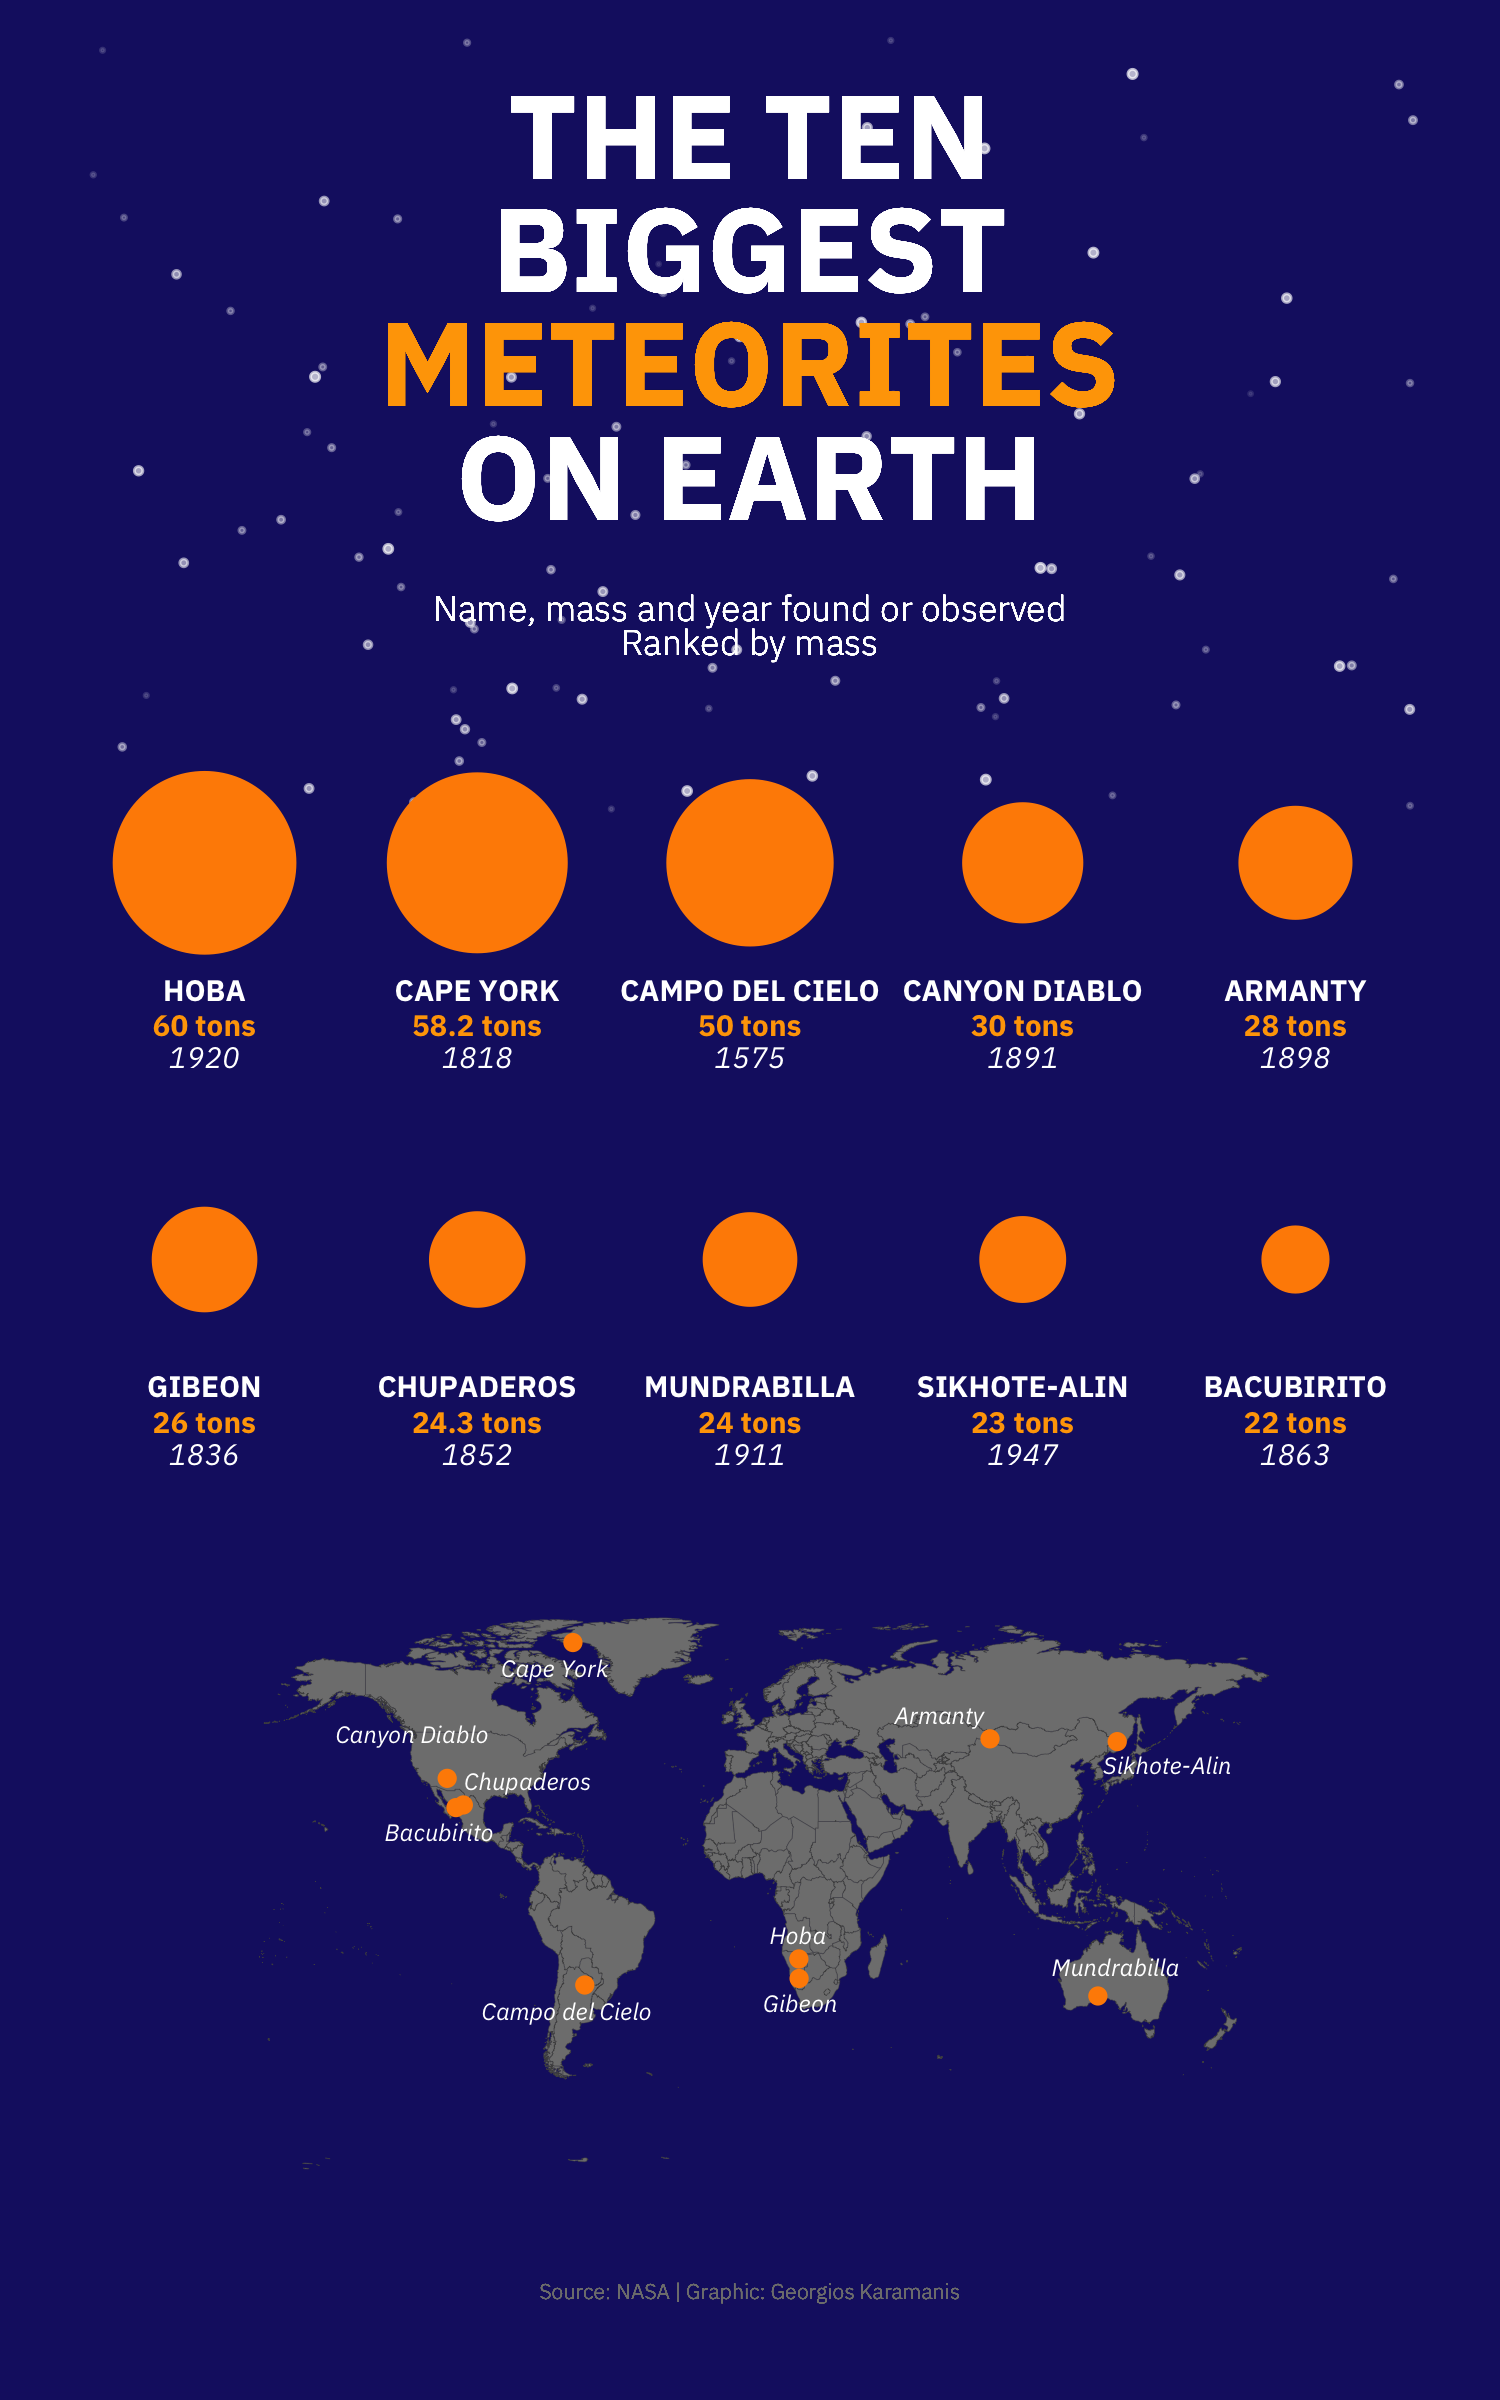 THE TEN
BIGGEST
METEORITES
ON EARTH
Name, mass and year found or observed
Ranked by mass
HOBA
60 tons
1920
CAPE YORK
58.2 tons
1818
CAMPO DEL CIELO
50 tons
1575
CANYON DIABLO
30 tons
1891
ARMANTY
28 tons
1898
GIBEON
26 tons
1836
CHUPADEROS
24.3 tons
1852
MUNDRABILLA
24 tons
1911
SIKHOTE-ALIN
23 tons
1947
BACUBIRITO
22 tons
1863
Cape York
Canyon Diablo
Armanty
Sikhote-Alin
Chupaderos
Bacubirito
Hoba
Mundrabilla
Gibeon
Campo del Cielo
Source: NASA | Graphic: Georgios Karamanis